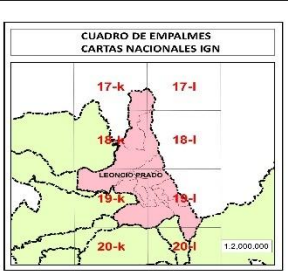 CUADRO DE EMPALMES
CARTAS NACIONALES IGN
17-k 17-l
18-k 18-l
LEONCIO PRADO
19-k 19-l
20-k 20-l
1:2,000,000